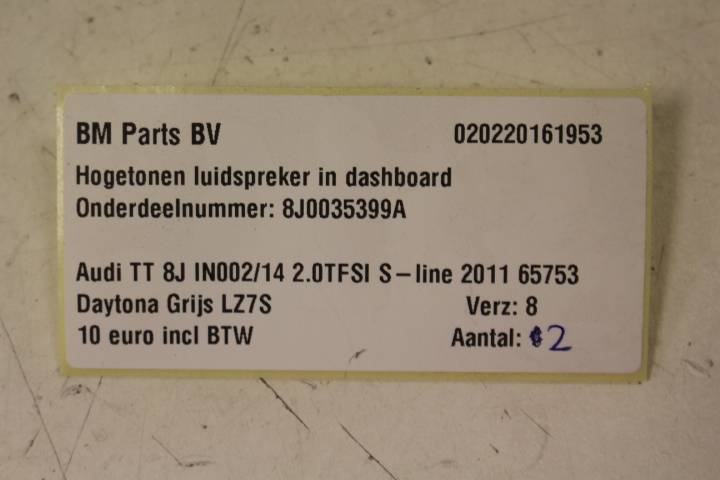 BM Parts BV 020220161953
Hogetonen luidspreker in dashboard
Onderdeelnummer: 8J0035399A
Audi TT 8J IN002/14 2.0TFSI S-line 2011 65753
Daytona Grijs LZ7S Verz: 8
10 euro incl BTW Aantal: 2